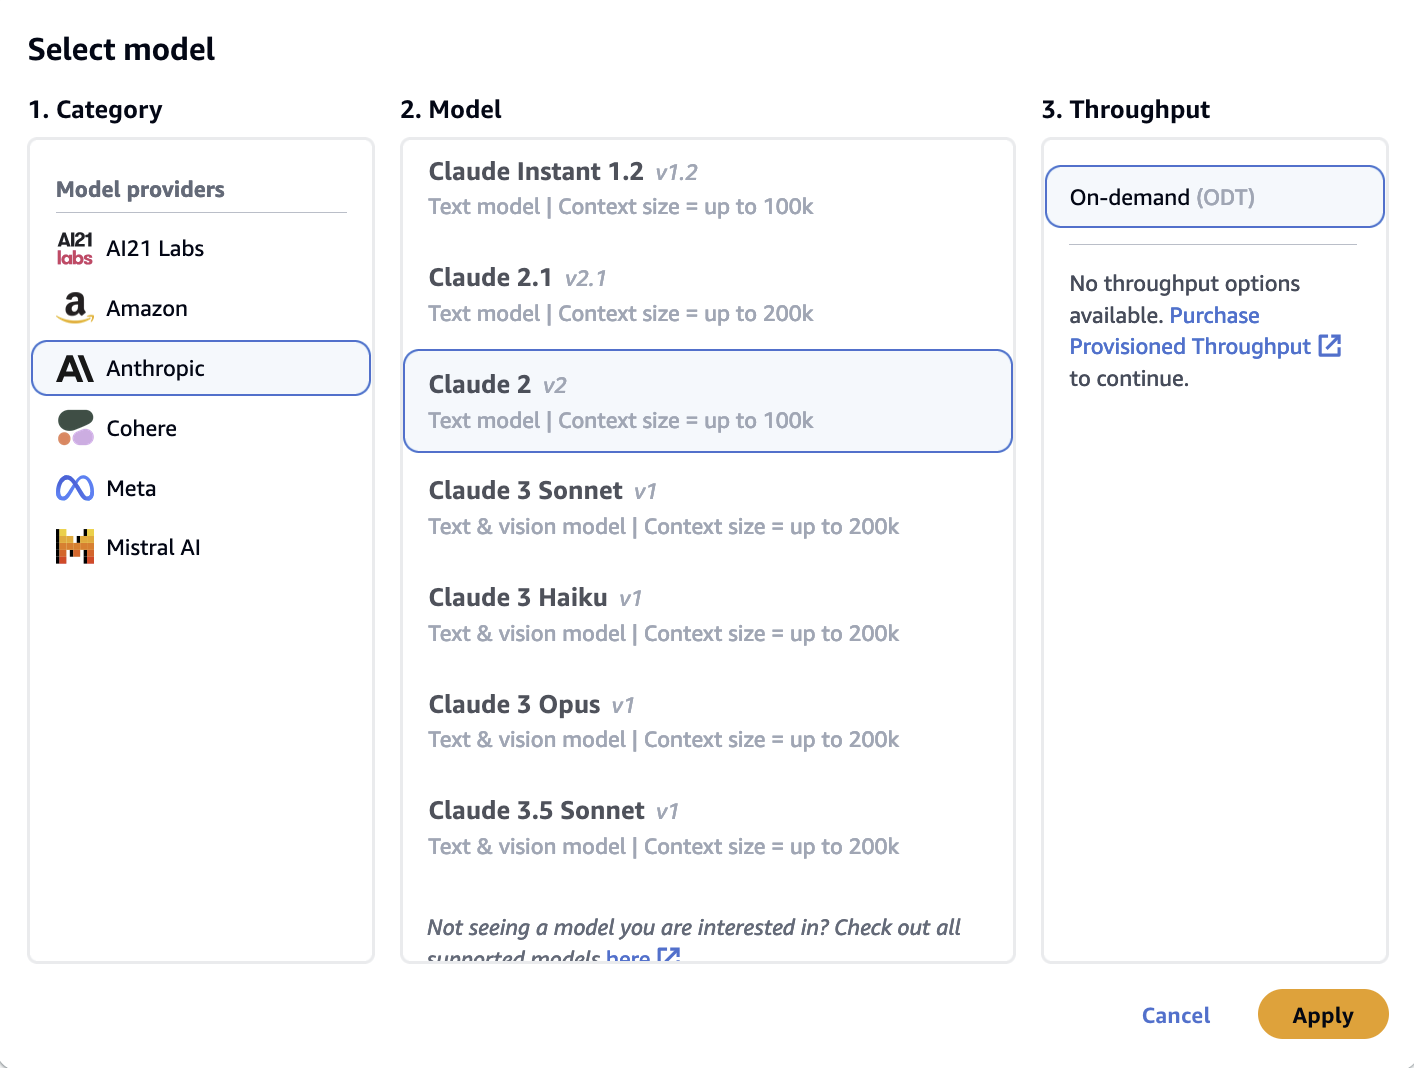 Select model
1. Category
Model providers
AI21 labs AI21 Labs
a Amazon
Anthropic
Cohere
Meta
Mistral AI
2. Model
Claude Instant 1.2 v1.2
Text model | Context size = up to 100k
Claude 2.1 v2.1
Text model | Context size = up to 200k
Claude 2 v2
Text model | Context size = up to 100k
Claude 3 Sonnet v1
Text & vision model | Context size = up to 200k
Claude 3 Haiku v1
Text & vision model | Context size = up to 200k
Claude 3 Opus v1
Text & vision model | Context size = up to 200k
Claude 3.5 Sonnet v1
Text & vision model | Context size = up to 200k
Not seeing a model you are interested in? Check out all
supported models here
3. Throughput
On-demand (ODT)
No throughput options
available. Purchase
Provisioned Throughput
to continue.
Cancel
Apply